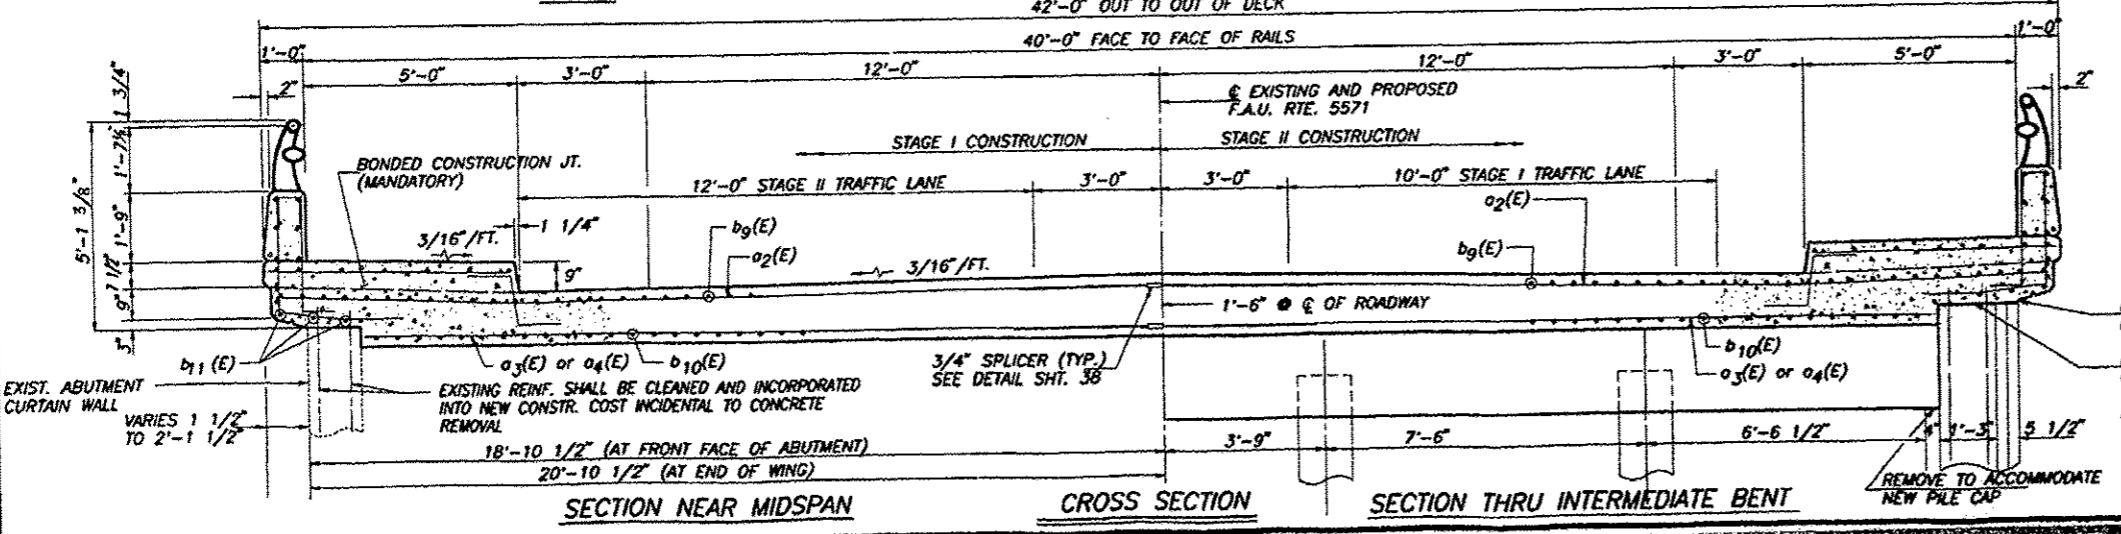 42'-0" OUT TO OUT OF DECK
1'-0"
40'-0" FACE TO FACE OF RAILS
1'-0"
5'-0"
3'-0"
12'-0"
12'-0"
3'-0"
5'-0"
2"
2"
℄ EXISTING AND PROPOSED
F.A.U. RTE. 5571
STAGE I CONSTRUCTION
STAGE II CONSTRUCTION
BONDED CONSTRUCTION JT.
(MANDATORY)
12'-0" STAGE II TRAFFIC LANE
3'-0"
3'-0"
10'-0" STAGE I TRAFFIC LANE
1 3/4"
1'-9"
7 1/2"
9"
3"
5'-1 3/8"
1 1/4"
3/16"/FT.
9"
b9(E)
a2(E)
3/16"/FT.
a2(E)
b9(E)
1'-6" @ ℄ OF ROADWAY
b11(E)
a3(E) or a4(E)
b10(E)
3/4" SPLICER (TYP.)
SEE DETAIL SHT. 38
b10(E)
a3(E) or a4(E)
EXIST. ABUTMENT
CURTAIN WALL
VARIES 1 1/2"
TO 2'-1 1/2"
EXISTING REINF. SHALL BE CLEANED AND INCORPORATED
INTO NEW CONSTR. COST INCIDENTAL TO CONCRETE
REMOVAL
18'-10 1/2" (AT FRONT FACE OF ABUTMENT)
20'-10 1/2" (AT END OF WING)
3'-9"
7'-6"
6'-6 1/2"
4"
1'-3"
5 1/2"
REMOVE TO ACCOMMODATE
NEW PILE CAP
SECTION NEAR MIDSPAN
CROSS SECTION
SECTION THRU INTERMEDIATE BENT